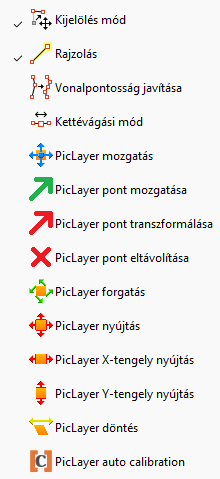 Kijelölés mód
Rajzolás
Vonalpontosság javítása
Kettévágási mód
PicLayer mozgatás
PicLayer pont mozgatása
PicLayer pont transzformálása
PicLayer pont eltávolítása
PicLayer forgatás
PicLayer nyújtás
PicLayer X-tengely nyújtás
PicLayer Y-tengely nyújtás
PicLayer döntés
[C] PicLayer auto calibration